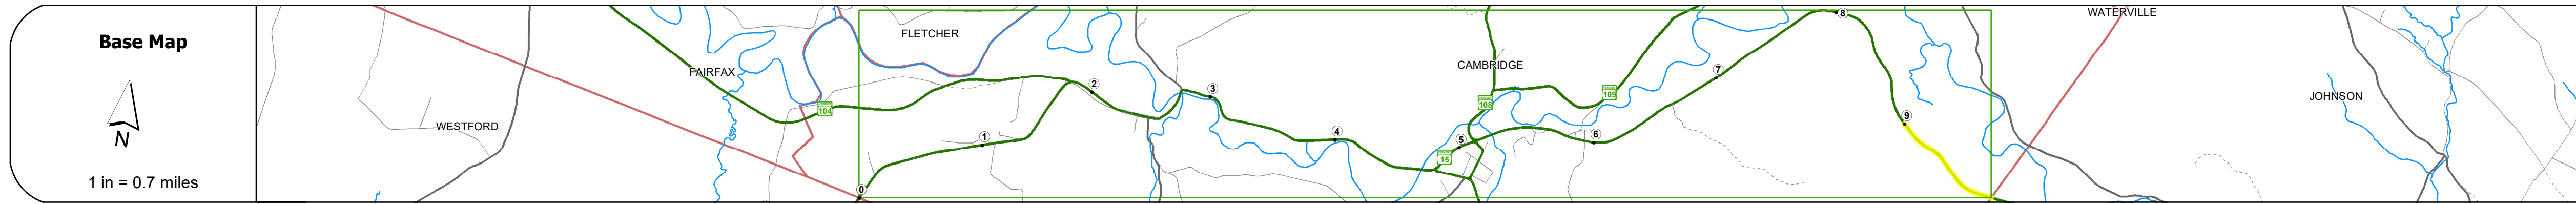 Base Map
N
1 in = 0.7 miles
WESTFORD
FAIRFAX
104
FLETCHER
0
1
2
3
4
CAMBRIDGE
108
5
15
109
6
7
8
9
WATERVILLE
JOHNSON